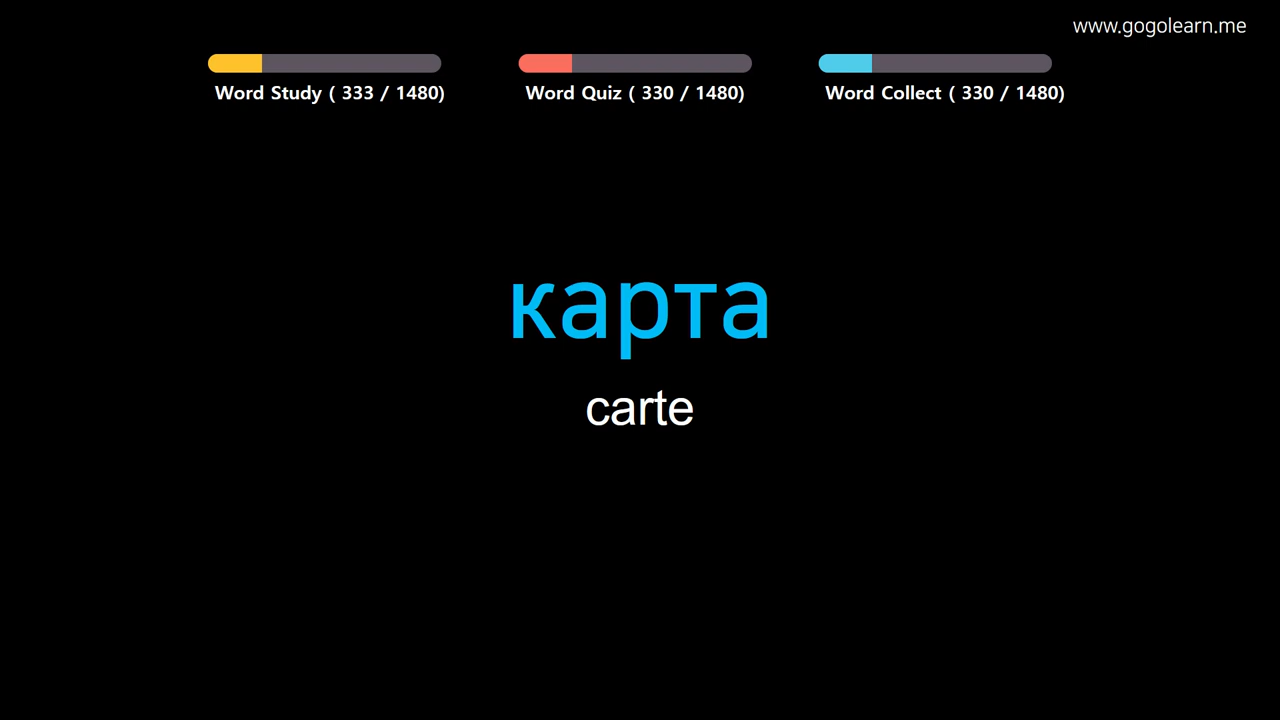 www.gogolearn.me
Word Study ( 333 / 1480)
Word Quiz ( 330 / 1480)
Word Collect ( 330 / 1480)
карта
carte